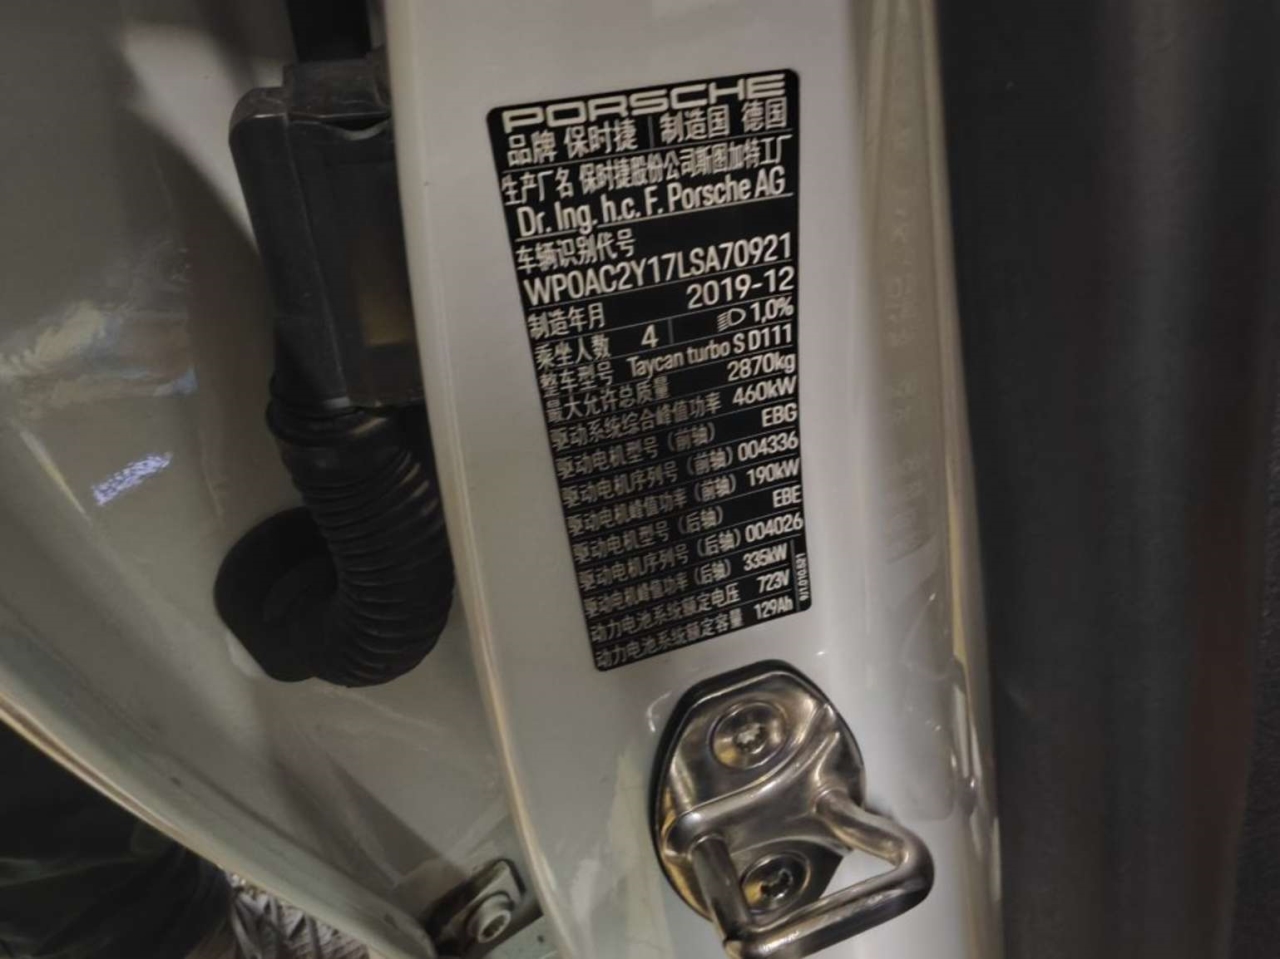 PORSCHE
品牌 保时捷 制造国 德国
生产厂名 保时捷股份公司斯图加特工厂
Dr. Ing. h.c. F. Porsche AG
车辆识别代号
WP0AC2Y17LSA70921
制造年月 2019-12
乘坐人数 4 1,0%
整车型号 Taycan turbo S D111
最大允许总质量 2870kg
驱动系统综合峰值功率 460kW
驱动电机型号(前轴) EBG
驱动电机序列号(前轴) 004336
驱动电机峰值功率(前轴) 190kW
驱动电机型号(后轴) EBE
驱动电机序列号(后轴) 004026
驱动电机峰值功率(后轴) 335kW
动力电池系统额定电压 723V
动力电池系统额定容量 129Ah